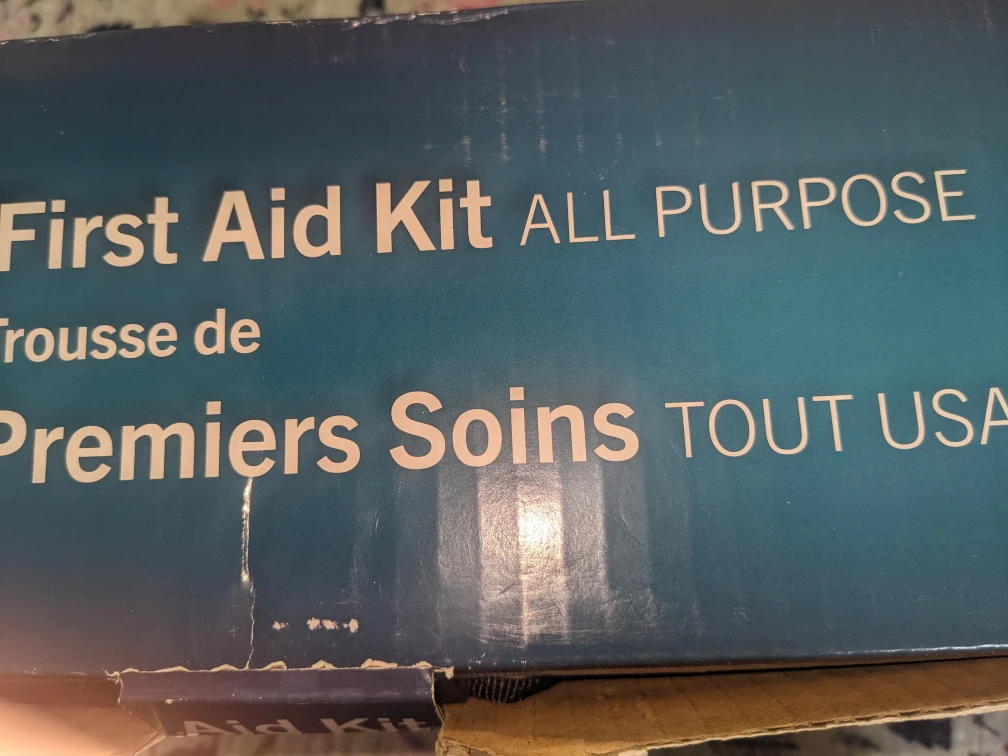 First Aid Kit ALL PURPOSE
Trousse de
Premiers Soins TOUT USA
Aid Kit